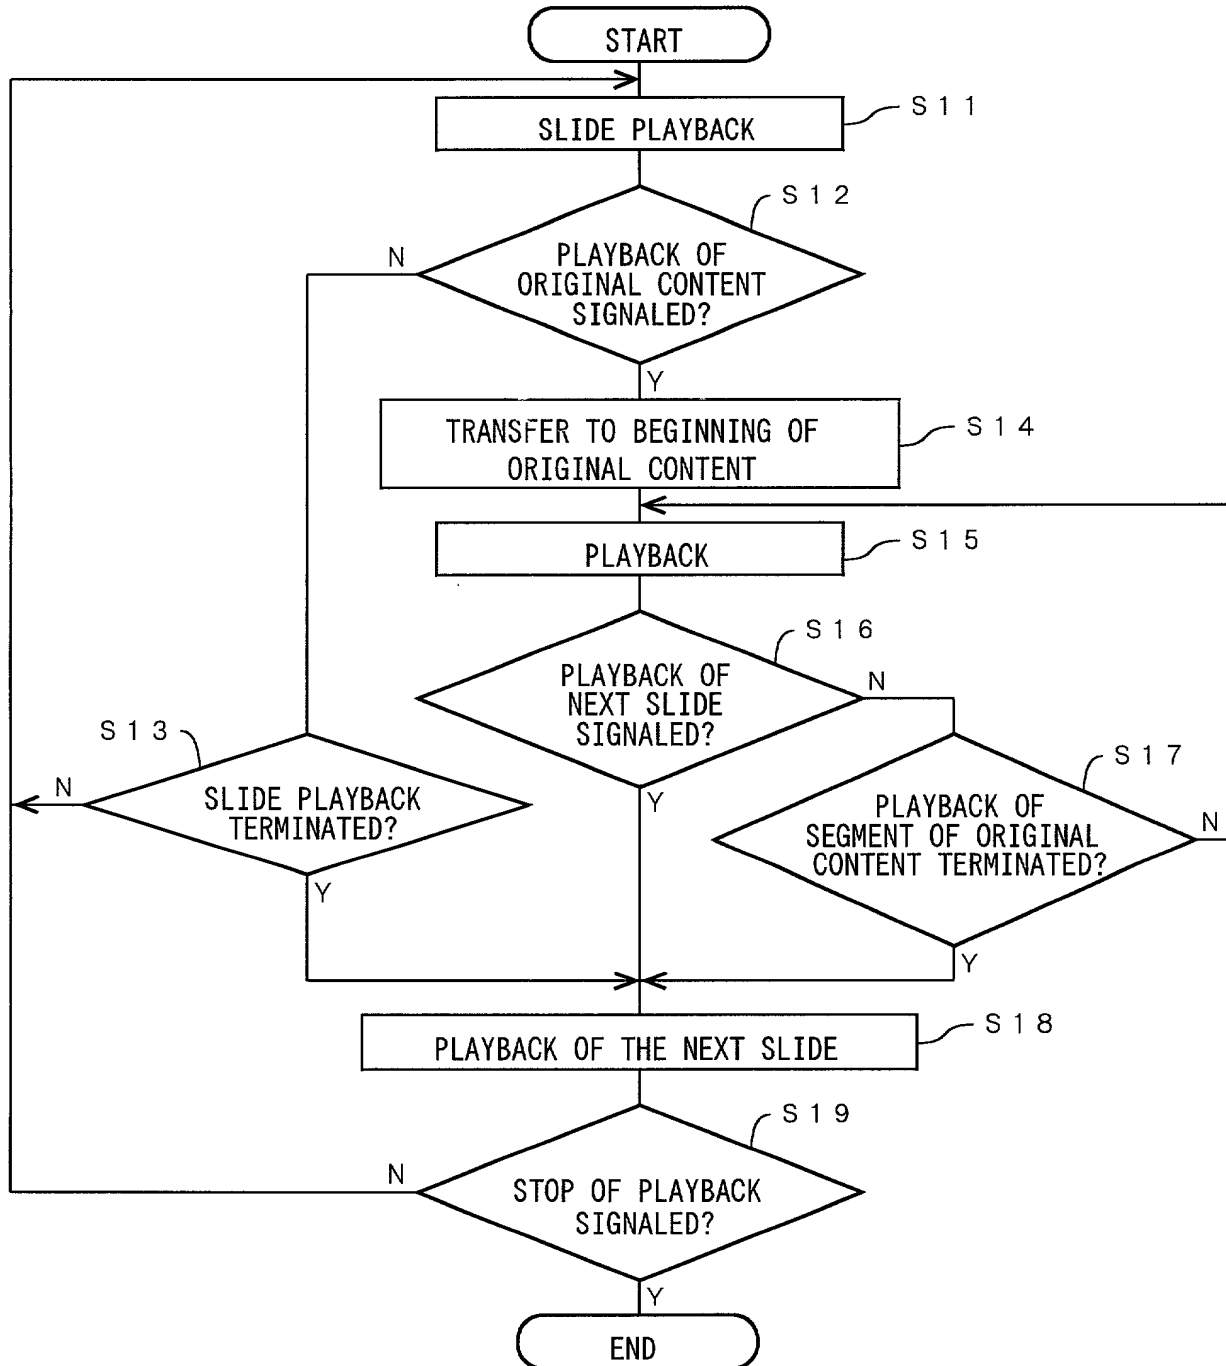 START
S11
SLIDE PLAYBACK
S12
N
PLAYBACK OF
ORIGINAL CONTENT
SIGNALED?
Y
S14
TRANSFER TO BEGINNING OF
ORIGINAL CONTENT
S15
PLAYBACK
S16
PLAYBACK OF
NEXT SLIDE
SIGNALED?
N
Y
S13
N
SLIDE PLAYBACK
TERMINATED?
Y
S17
PLAYBACK OF
SEGMENT OF ORIGINAL
CONTENT TERMINATED?
N
Y
S18
PLAYBACK OF THE NEXT SLIDE
S19
N
STOP OF PLAYBACK
SIGNALED?
Y
END